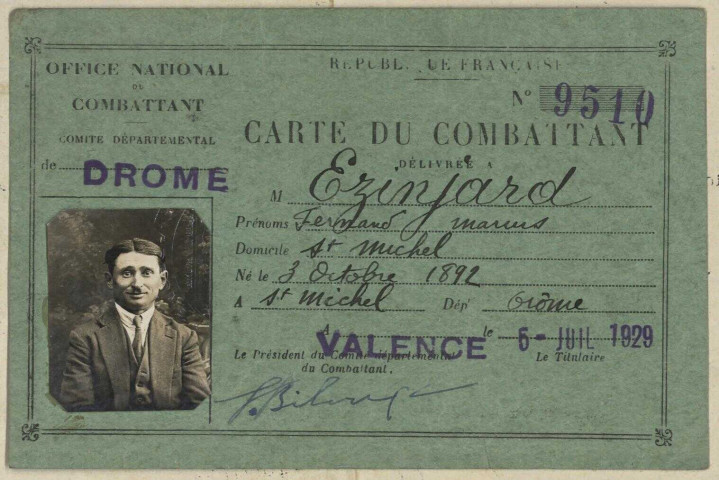 OFFICE NATIONAL
DU
COMBATTANT
COMITÉ DÉPARTEMENTAL
de DROME
RÉPUBLIQUE FRANÇAISE
N° 9510
CARTE DU COMBATTANT
DÉLIVRÉE A
M Ezinjard
Prénoms Fernand marius
Domicile St Michel
Né le 3 Octobre 1892
A St Michel Dép' Drôme
A VALENCE le 6- JUIL 1929
Le Président du Comité départemental
du Combattant.
Le Titulaire